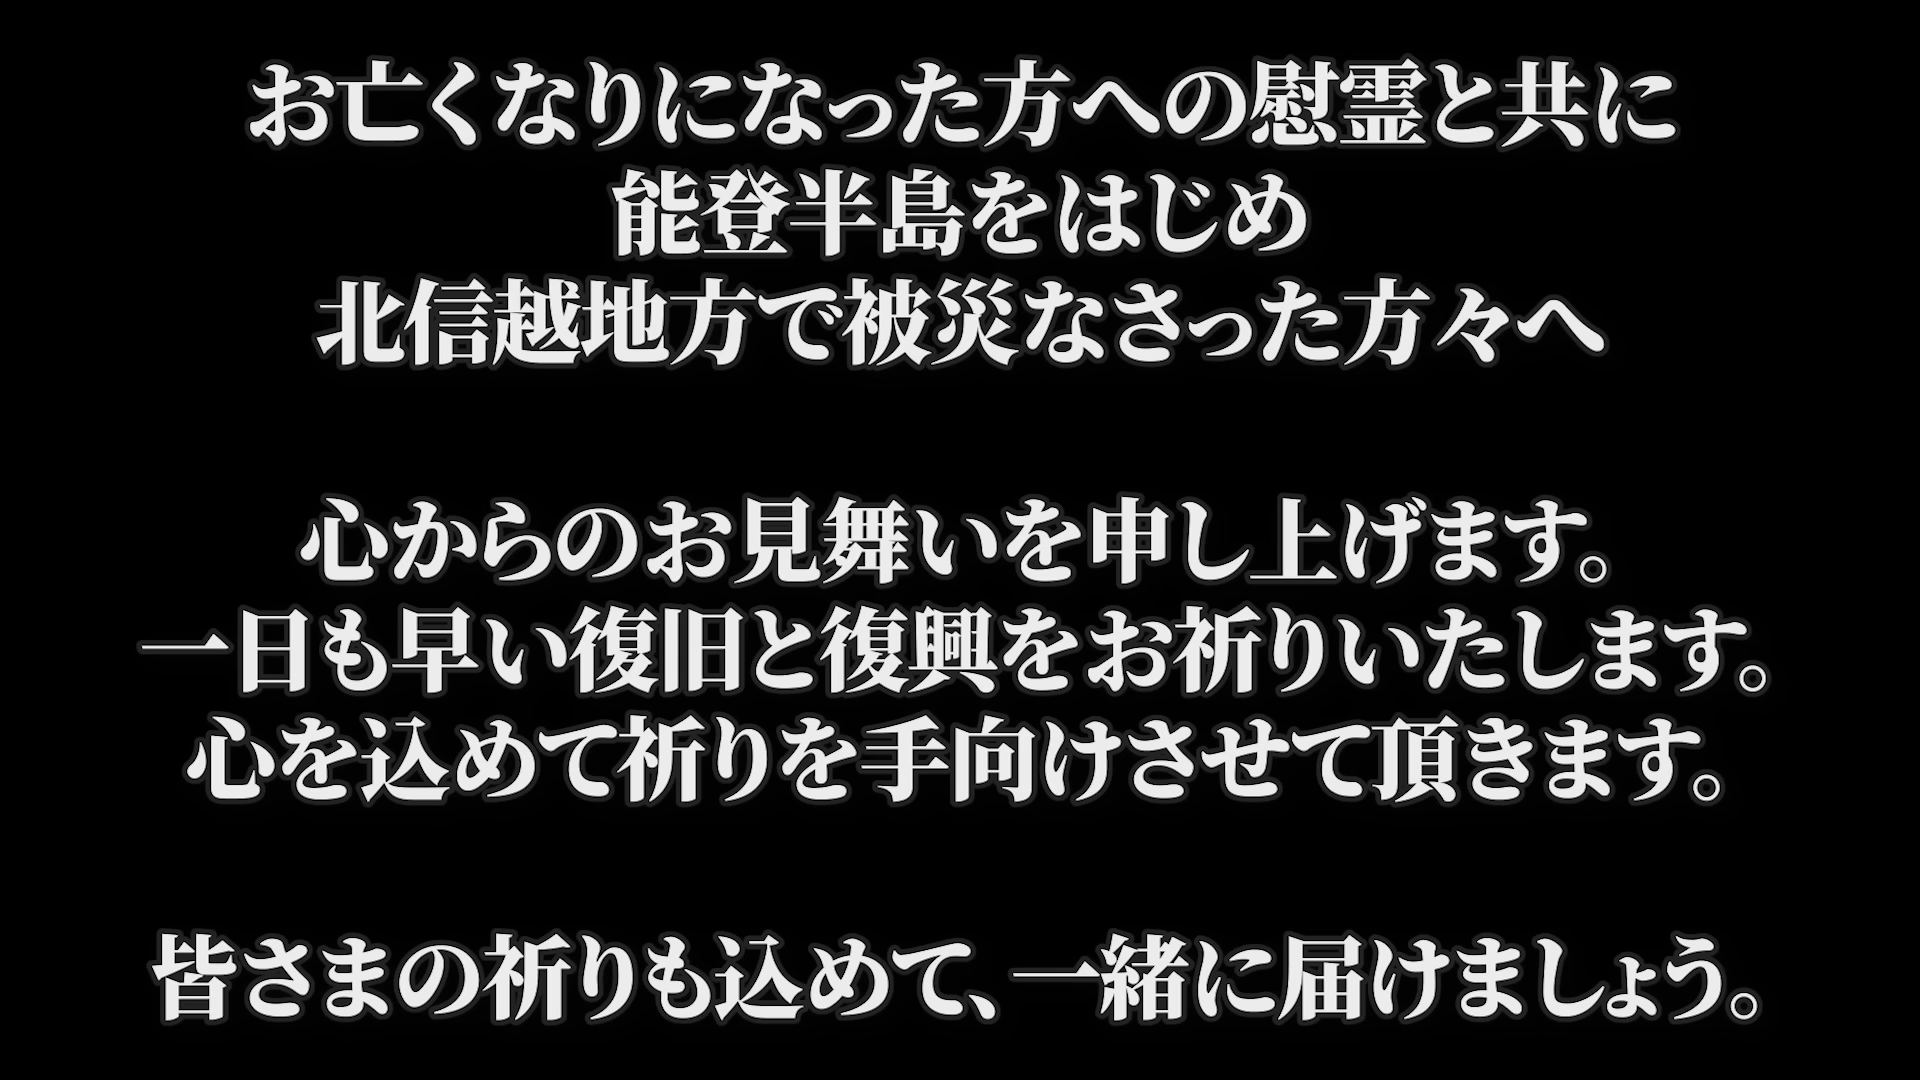 お亡くなりになった方への慰霊と共に
能登半島をはじめ
北信越地方で被災なさった方々へ
心からのお見舞いを申し上げます。
一日も早い復旧と復興をお祈りいたします。
心を込めて祈りを手向けさせて頂きます。
皆さまの祈りも込めて、一緒に届けましょう。